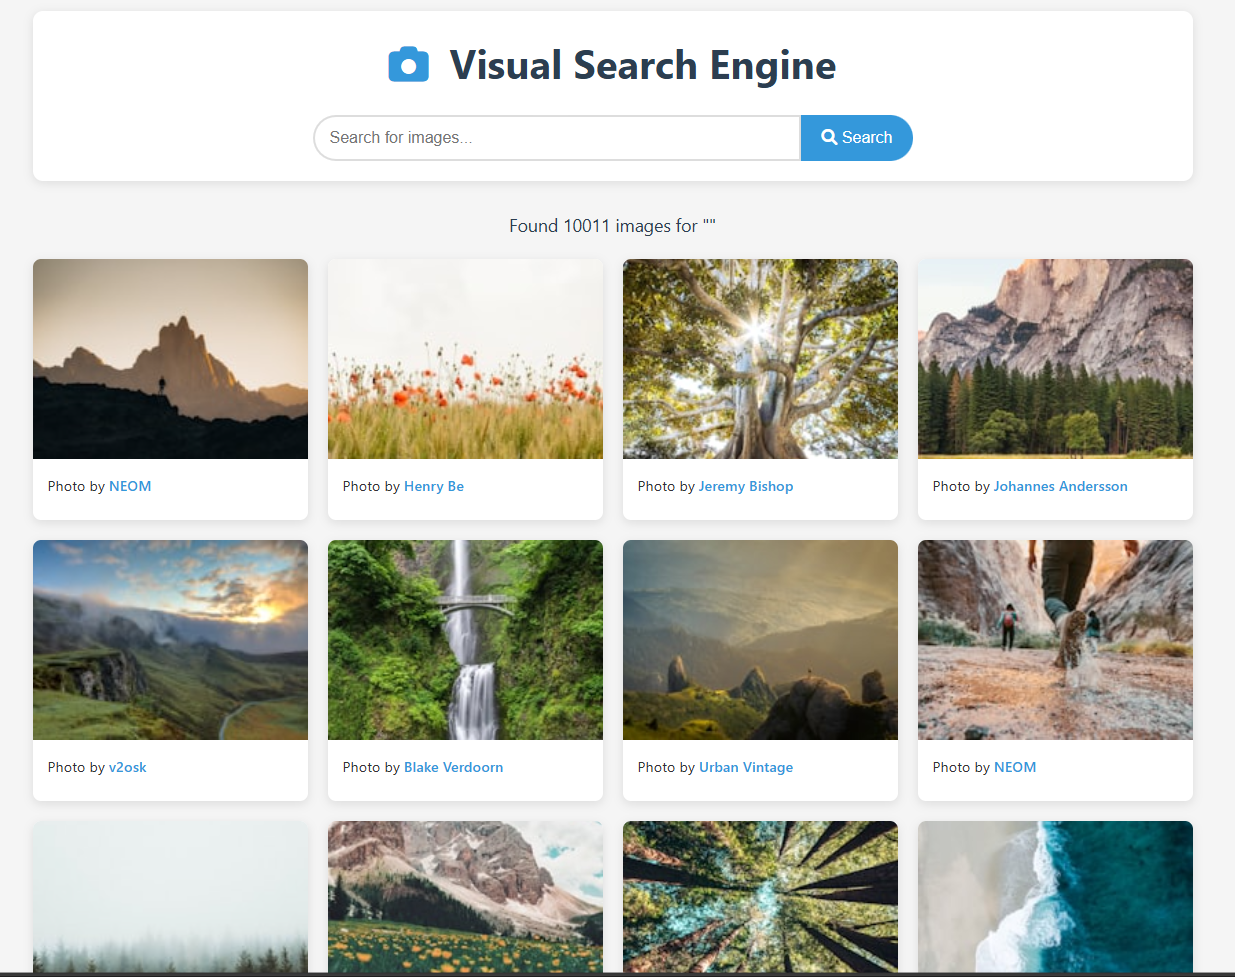 Visual Search Engine
Search for images...
Search
Found 10011 images for ""
Photo by NEOM
Photo by Henry Be
Photo by Jeremy Bishop
Photo by Johannes Andersson
Photo by v2osk
Photo by Blake Verdoorn
Photo by Urban Vintage
Photo by NEOM